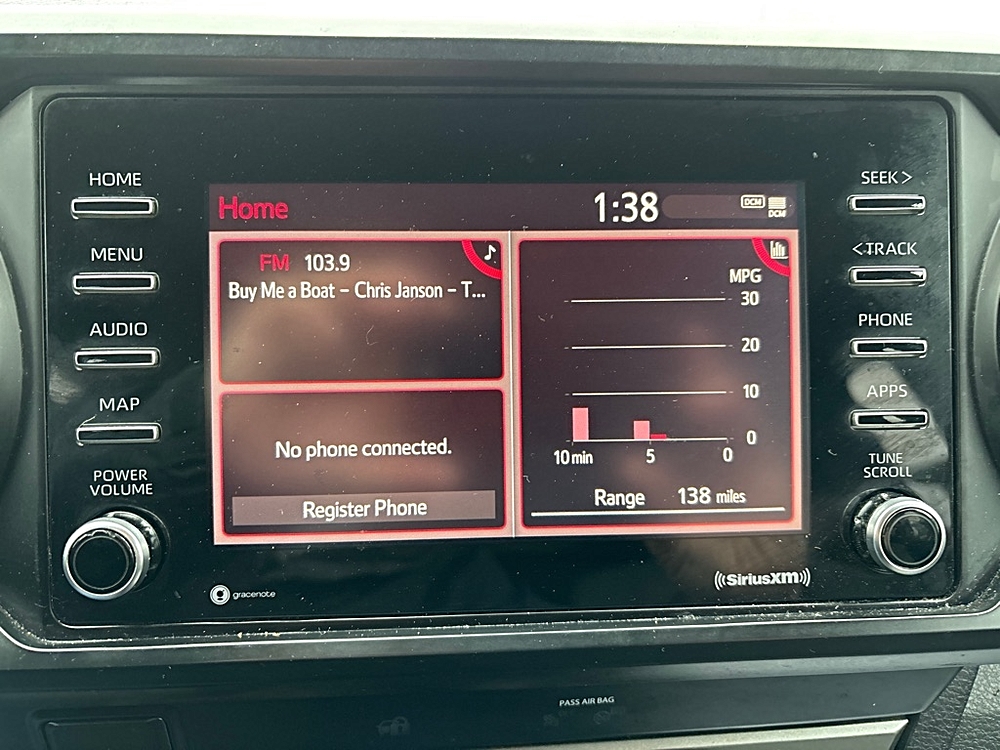 HOME
MENU
AUDIO
MAP
POWER
VOLUME
Home
1:38
DCM
DCM
FM 103.9
Buy Me a Boat – Chris Janson – T...
No phone connected.
Register Phone
MPG
30
20
10
0
10 min 5 0
Range 138 miles
SEEK >
< TRACK
PHONE
APPS
TUNE
SCROLL
gracenote
((SiriusXM))
PASS AIR BAG